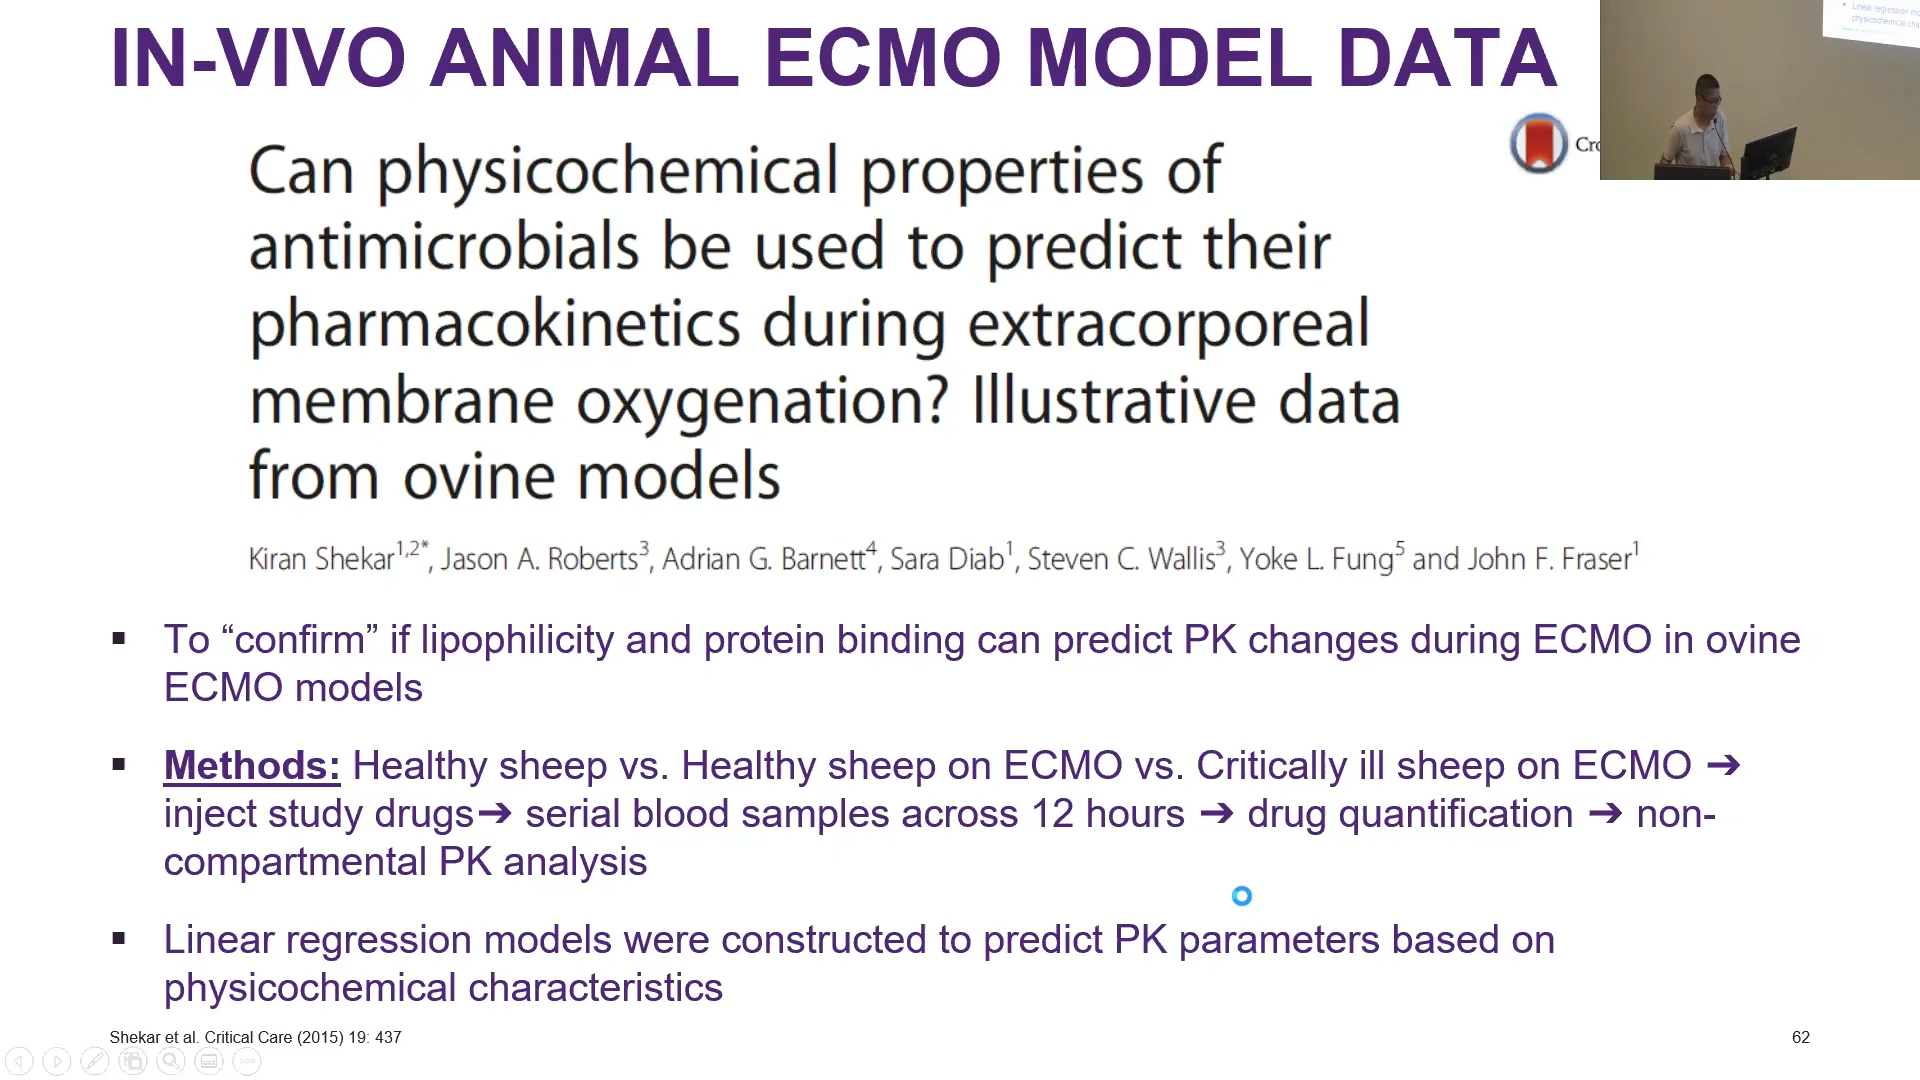 IN-VIVO ANIMAL ECMO MODEL DATA
Can physicochemical properties of
antimicrobials be used to predict their
pharmacokinetics during extracorporeal
membrane oxygenation? Illustrative data
from ovine models
Kiran Shekar1,2*, Jason A. Roberts3, Adrian G. Barnett4, Sara Diab1, Steven C. Wallis3, Yoke L. Fung5 and John F. Fraser1
▪ To “confirm” if lipophilicity and protein binding can predict PK changes during ECMO in ovine
ECMO models
▪ Methods: Healthy sheep vs. Healthy sheep on ECMO vs. Critically ill sheep on ECMO ➔
inject study drugs➔ serial blood samples across 12 hours ➔ drug quantification ➔ non-
compartmental PK analysis
▪ Linear regression models were constructed to predict PK parameters based on
physicochemical characteristics
Shekar et al. Critical Care (2015) 19: 437
62